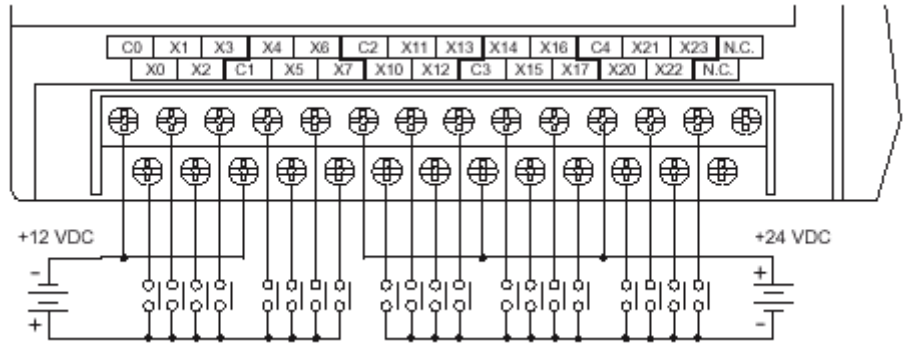 C0 X1 X3 X4 X6 C2 X11 X13 X14 X16 C4 X21 X23 N.C.
X0 X2 C1 X5 X7 X10 X12 C3 X15 X17 X20 X22 N.C.
+12 VDC +24 VDC
- +
+ -